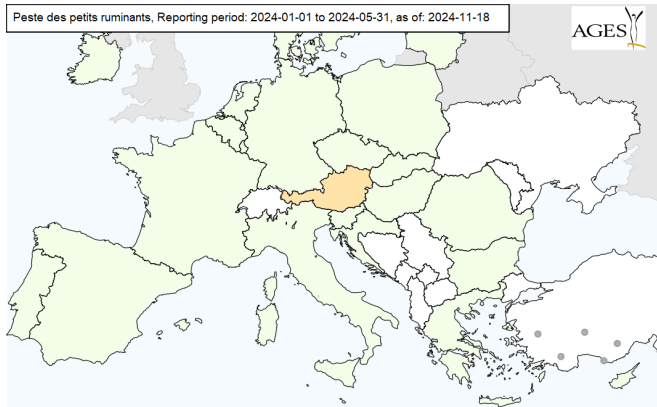 Peste des petits ruminants, Reporting period: 2024-01-01 to 2024-05-31, as of: 2024-11-18
AGES